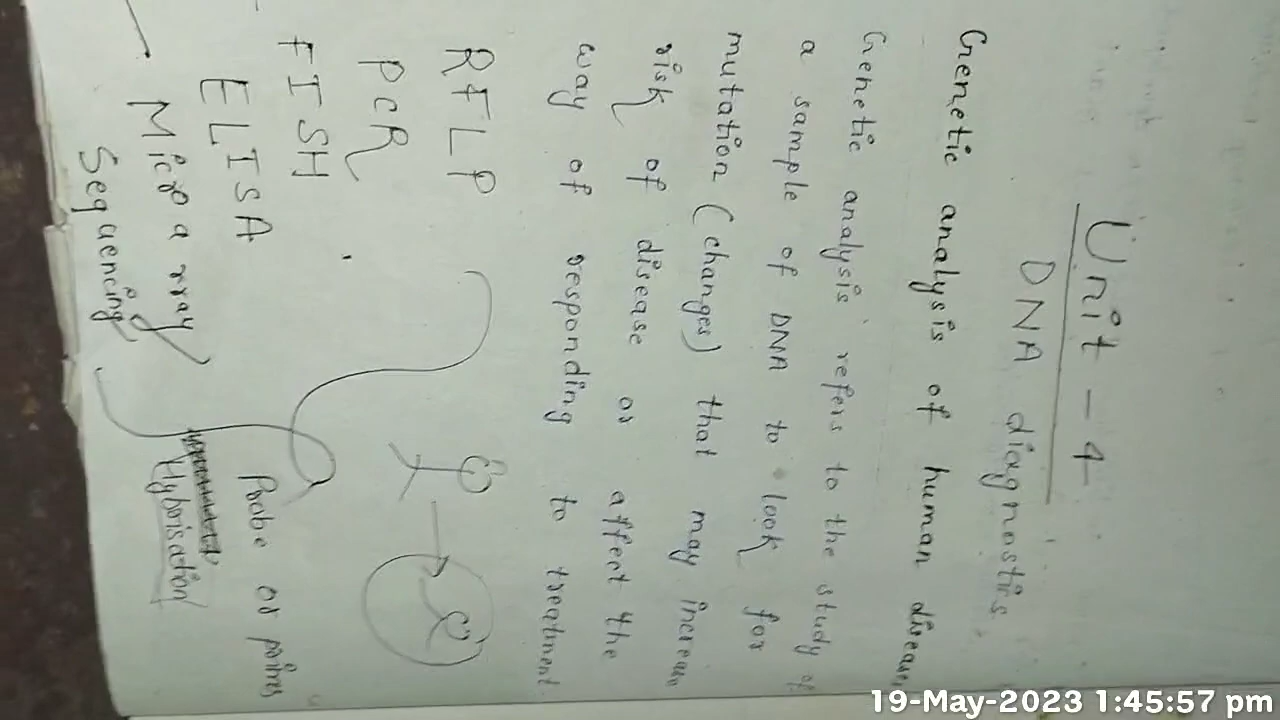 Unit - 4
DNA diagnostics.
Genetic analysis of human disease
Genetic analysis refers to the study of
a sample of DNA to look for
mutation (changes) that may increase
risk of disease or affect the
way of responding to treatment.
RFLP
PCR
FISH
ELISA
Micro array
Sequencing
Probe or
Hybrisation
19-May-2023 1:45:57 pm